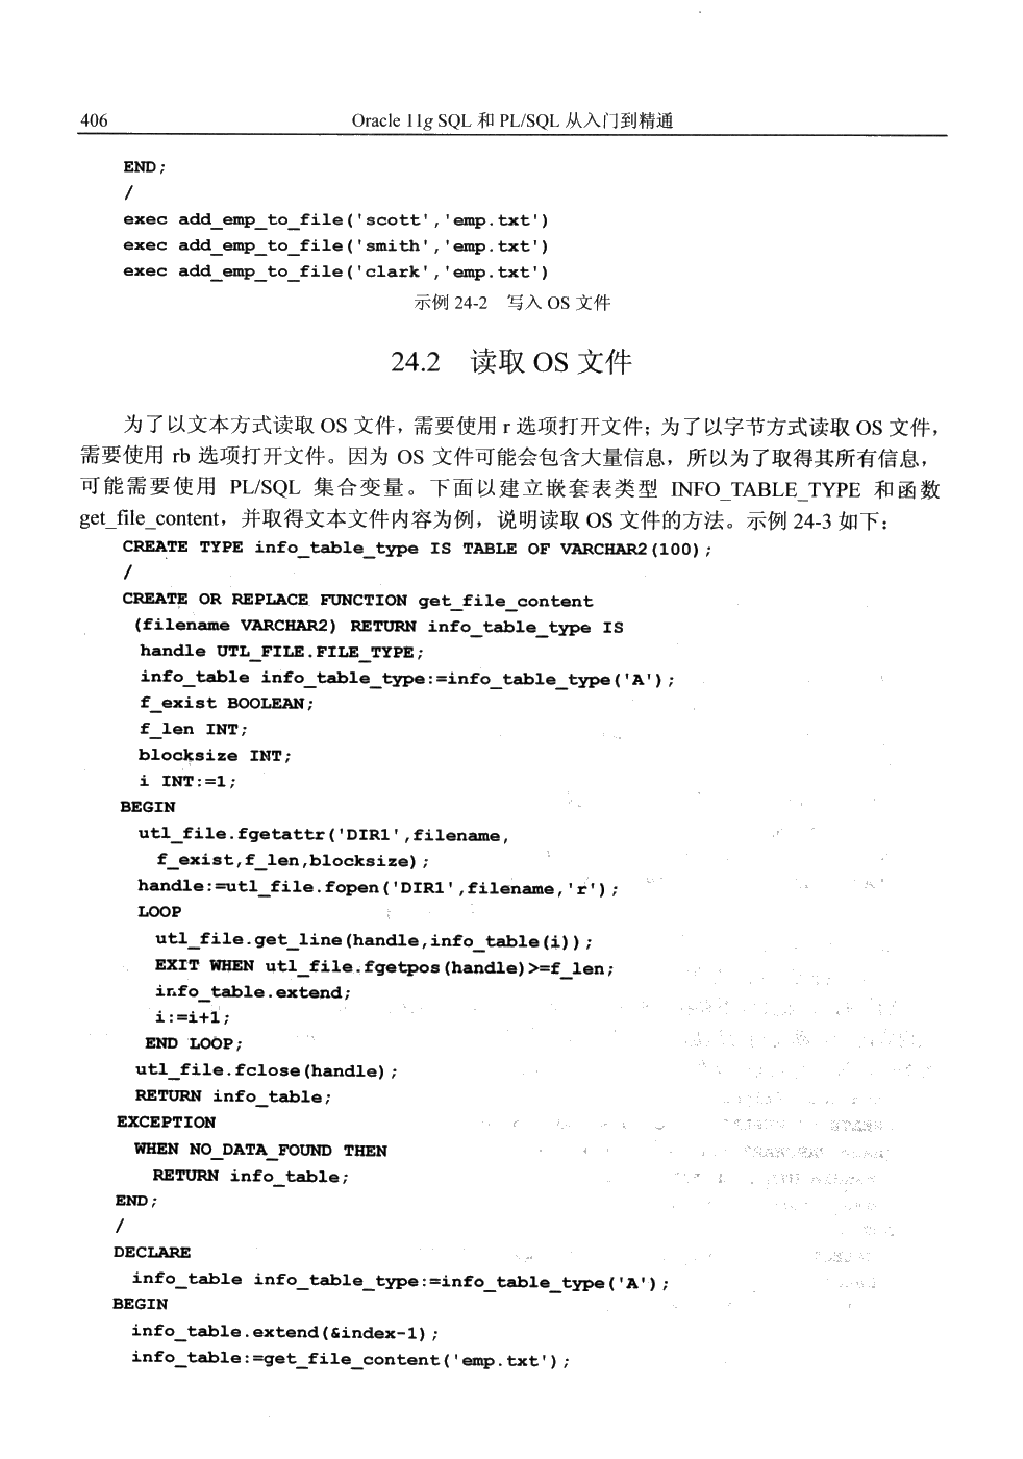 406 Oracle 11g SQL 和 PL/SQL 从入门到精通
END;
/
exec add_emp_to_file('scott','emp.txt')
exec add_emp_to_file('smith','emp.txt')
exec add_emp_to_file('clark','emp.txt')
示例 24-2 写入 OS 文件
24.2 读取 OS 文件
为了以文本方式读取 OS 文件，需要使用 r 选项打开文件；为了以字节方式读取 OS 文件，
需要使用 rb 选项打开文件。因为 OS 文件可能会包含大量信息，所以为了取得其所有信息，
可能需要使用 PL/SQL 集合变量。下面以建立嵌套表类型 INFO_TABLE_TYPE 和函数
get_file_content，并取得文本文件内容为例，说明读取 OS 文件的方法。示例 24-3 如下：
CREATE TYPE info_table_type IS TABLE OF VARCHAR2(100);
/
CREATE OR REPLACE FUNCTION get_file_content
(filename VARCHAR2) RETURN info_table_type IS
handle UTL_FILE.FILE_TYPE;
info_table info_table_type:=info_table_type('A');
f_exist BOOLEAN;
f_len INT;
blocksize INT;
i INT:=1;
BEGIN
utl_file.fgetattr('DIR1',filename,
f_exist,f_len,blocksize);
handle:=utl_file.fopen('DIR1',filename,'r');
LOOP
utl_file.get_line(handle,info_table(i));
EXIT WHEN utl_file.fgetpos(handle)>=f_len;
info_table.extend;
i:=i+1;
END LOOP;
utl_file.fclose(handle);
RETURN info_table;
EXCEPTION
WHEN NO_DATA_FOUND THEN
RETURN info_table;
END;
/
DECLARE
info_table info_table_type:=info_table_type('A');
BEGIN
info_table.extend(&index-1);
info_table:=get_file_content('emp.txt');